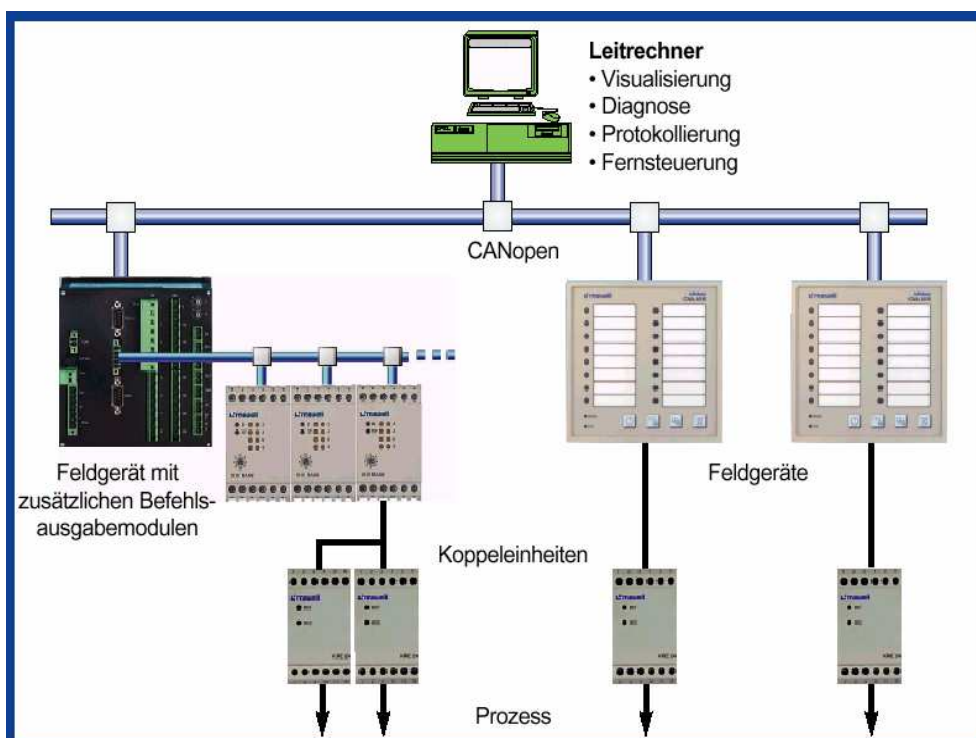 Leitrechner
• Visualisierung
• Diagnose
• Protokollierung
• Fernsteuerung
CANopen
Feldgerät mit
zusätzlichen Befehls-
ausgabemodulen
Feldgeräte
Koppeleinheiten
Prozess